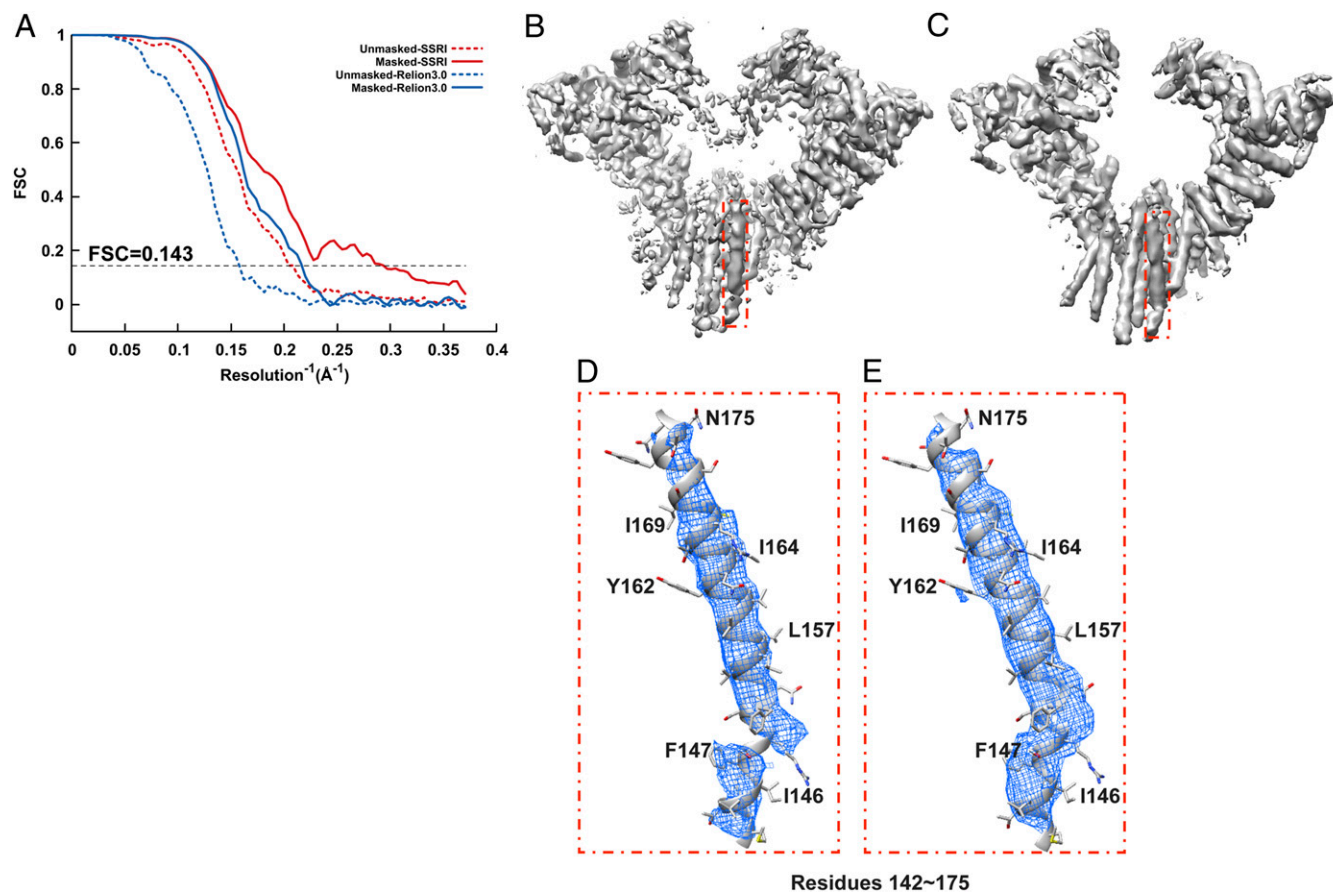 A
FSC
1
0.8
0.6
0.4
0.2
0
FSC=0.143
Unmasked-SSRI
Masked-SSRI
Unmasked-Relion3.0
Masked-Relion3.0
0 0.05 0.1 0.15 0.2 0.25 0.3 0.35 0.4
Resolution⁻¹(Å⁻¹)
B
C
D
N175
I169
I164
Y162
L157
F147
I146
E
N175
I169
I164
Y162
L157
F147
I146
Residues 142~175